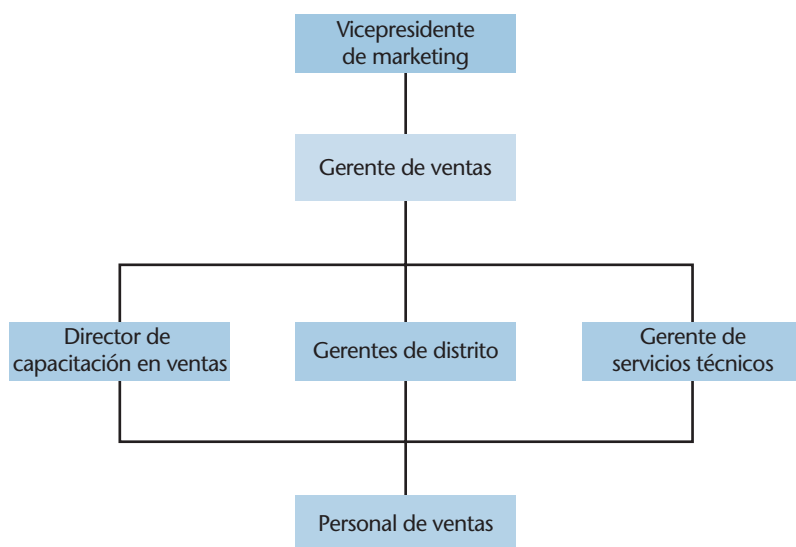 Vicepresidente
de marketing
Gerente de ventas
Director de
capacitación en ventas
Gerentes de distrito
Gerente de
servicios técnicos
Personal de ventas